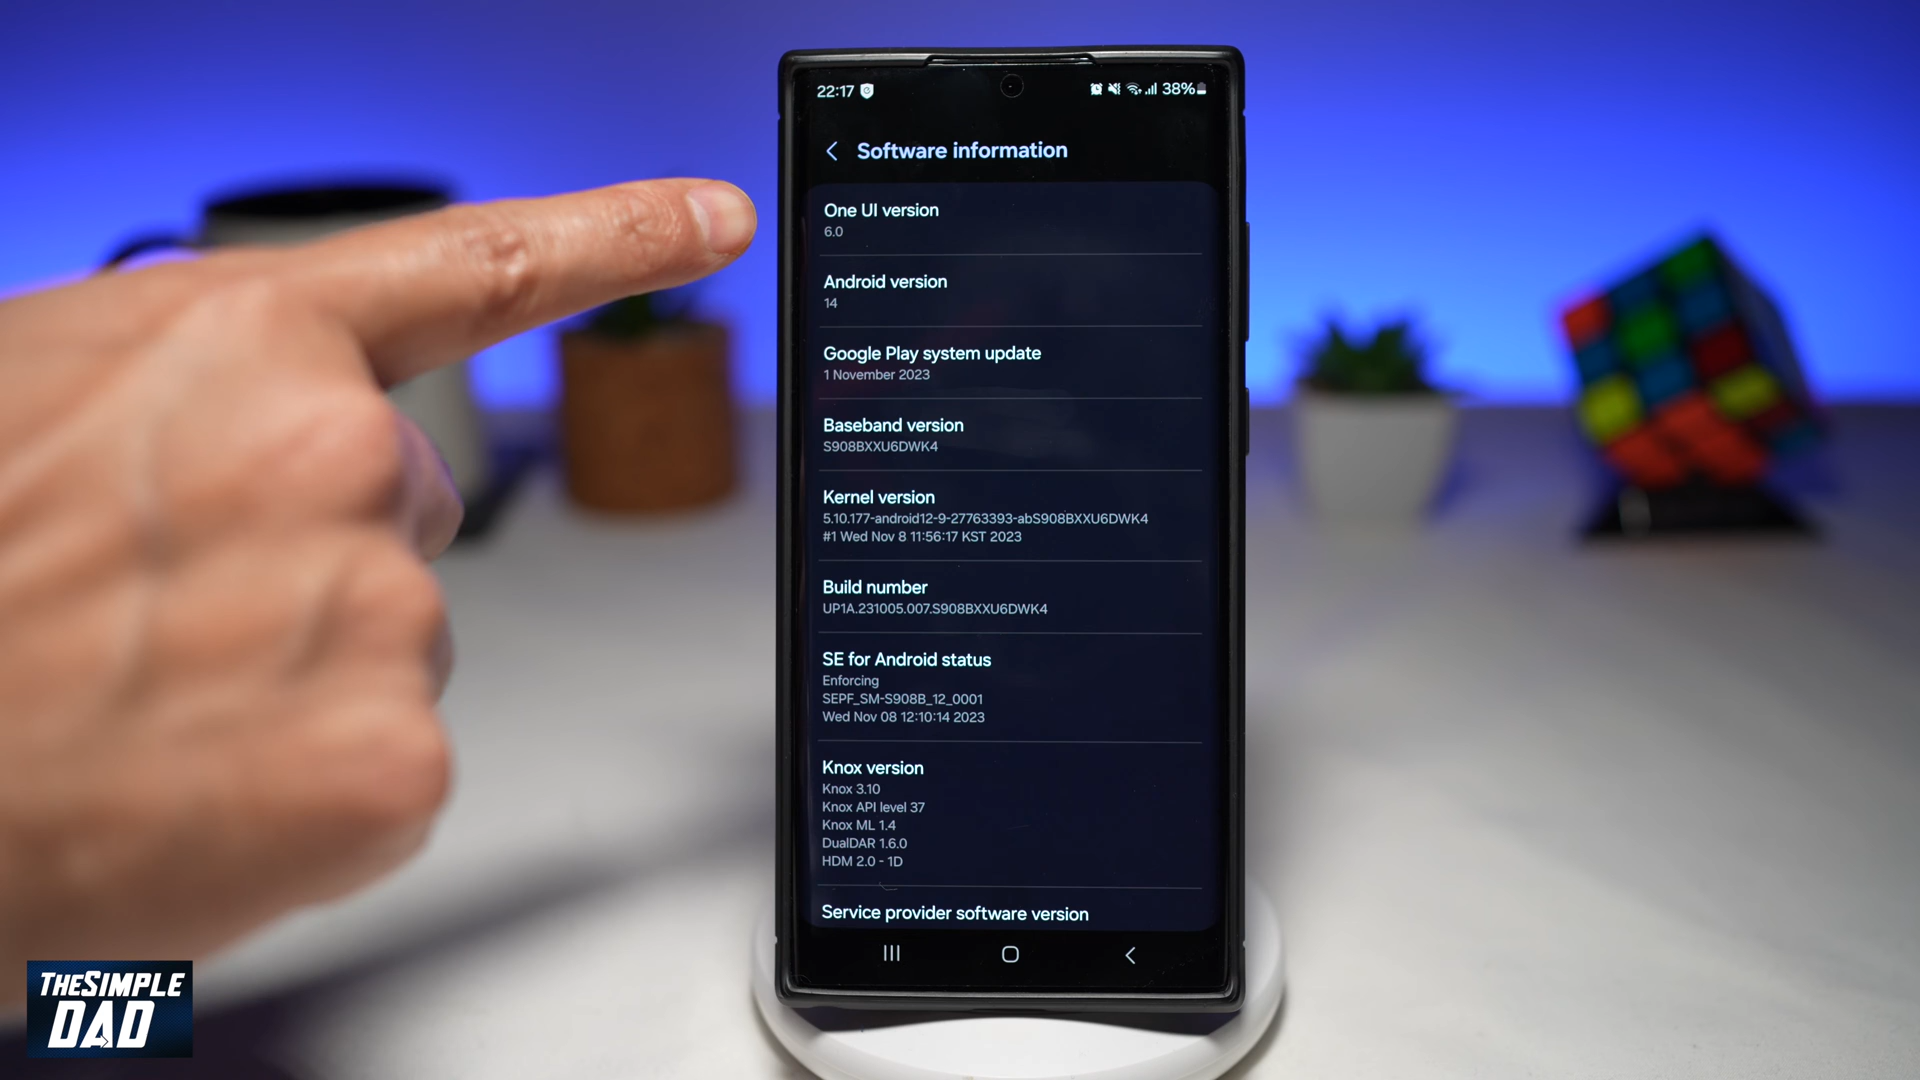 22:17
38%
Software information
One UI version
6.0
Android version
14
Google Play system update
1 November 2023
Baseband version
S908BXXU6DWK4
Kernel version
5.10.177-android12-9-27763393-abS908BXXU6DWK4
#1 Wed Nov 8 11:56:17 KST 2023
Build number
UP1A.231005.007.S908BXXU6DWK4
SE for Android status
Enforcing
SEPF_SM-S908B_12_0001
Wed Nov 08 12:10:14 2023
Knox version
Knox 3.10
Knox API level 37
Knox ML 1.4
DualDAR 1.6.0
HDM 2.0 - 1D
Service provider software version
THESIMPLE
DAD